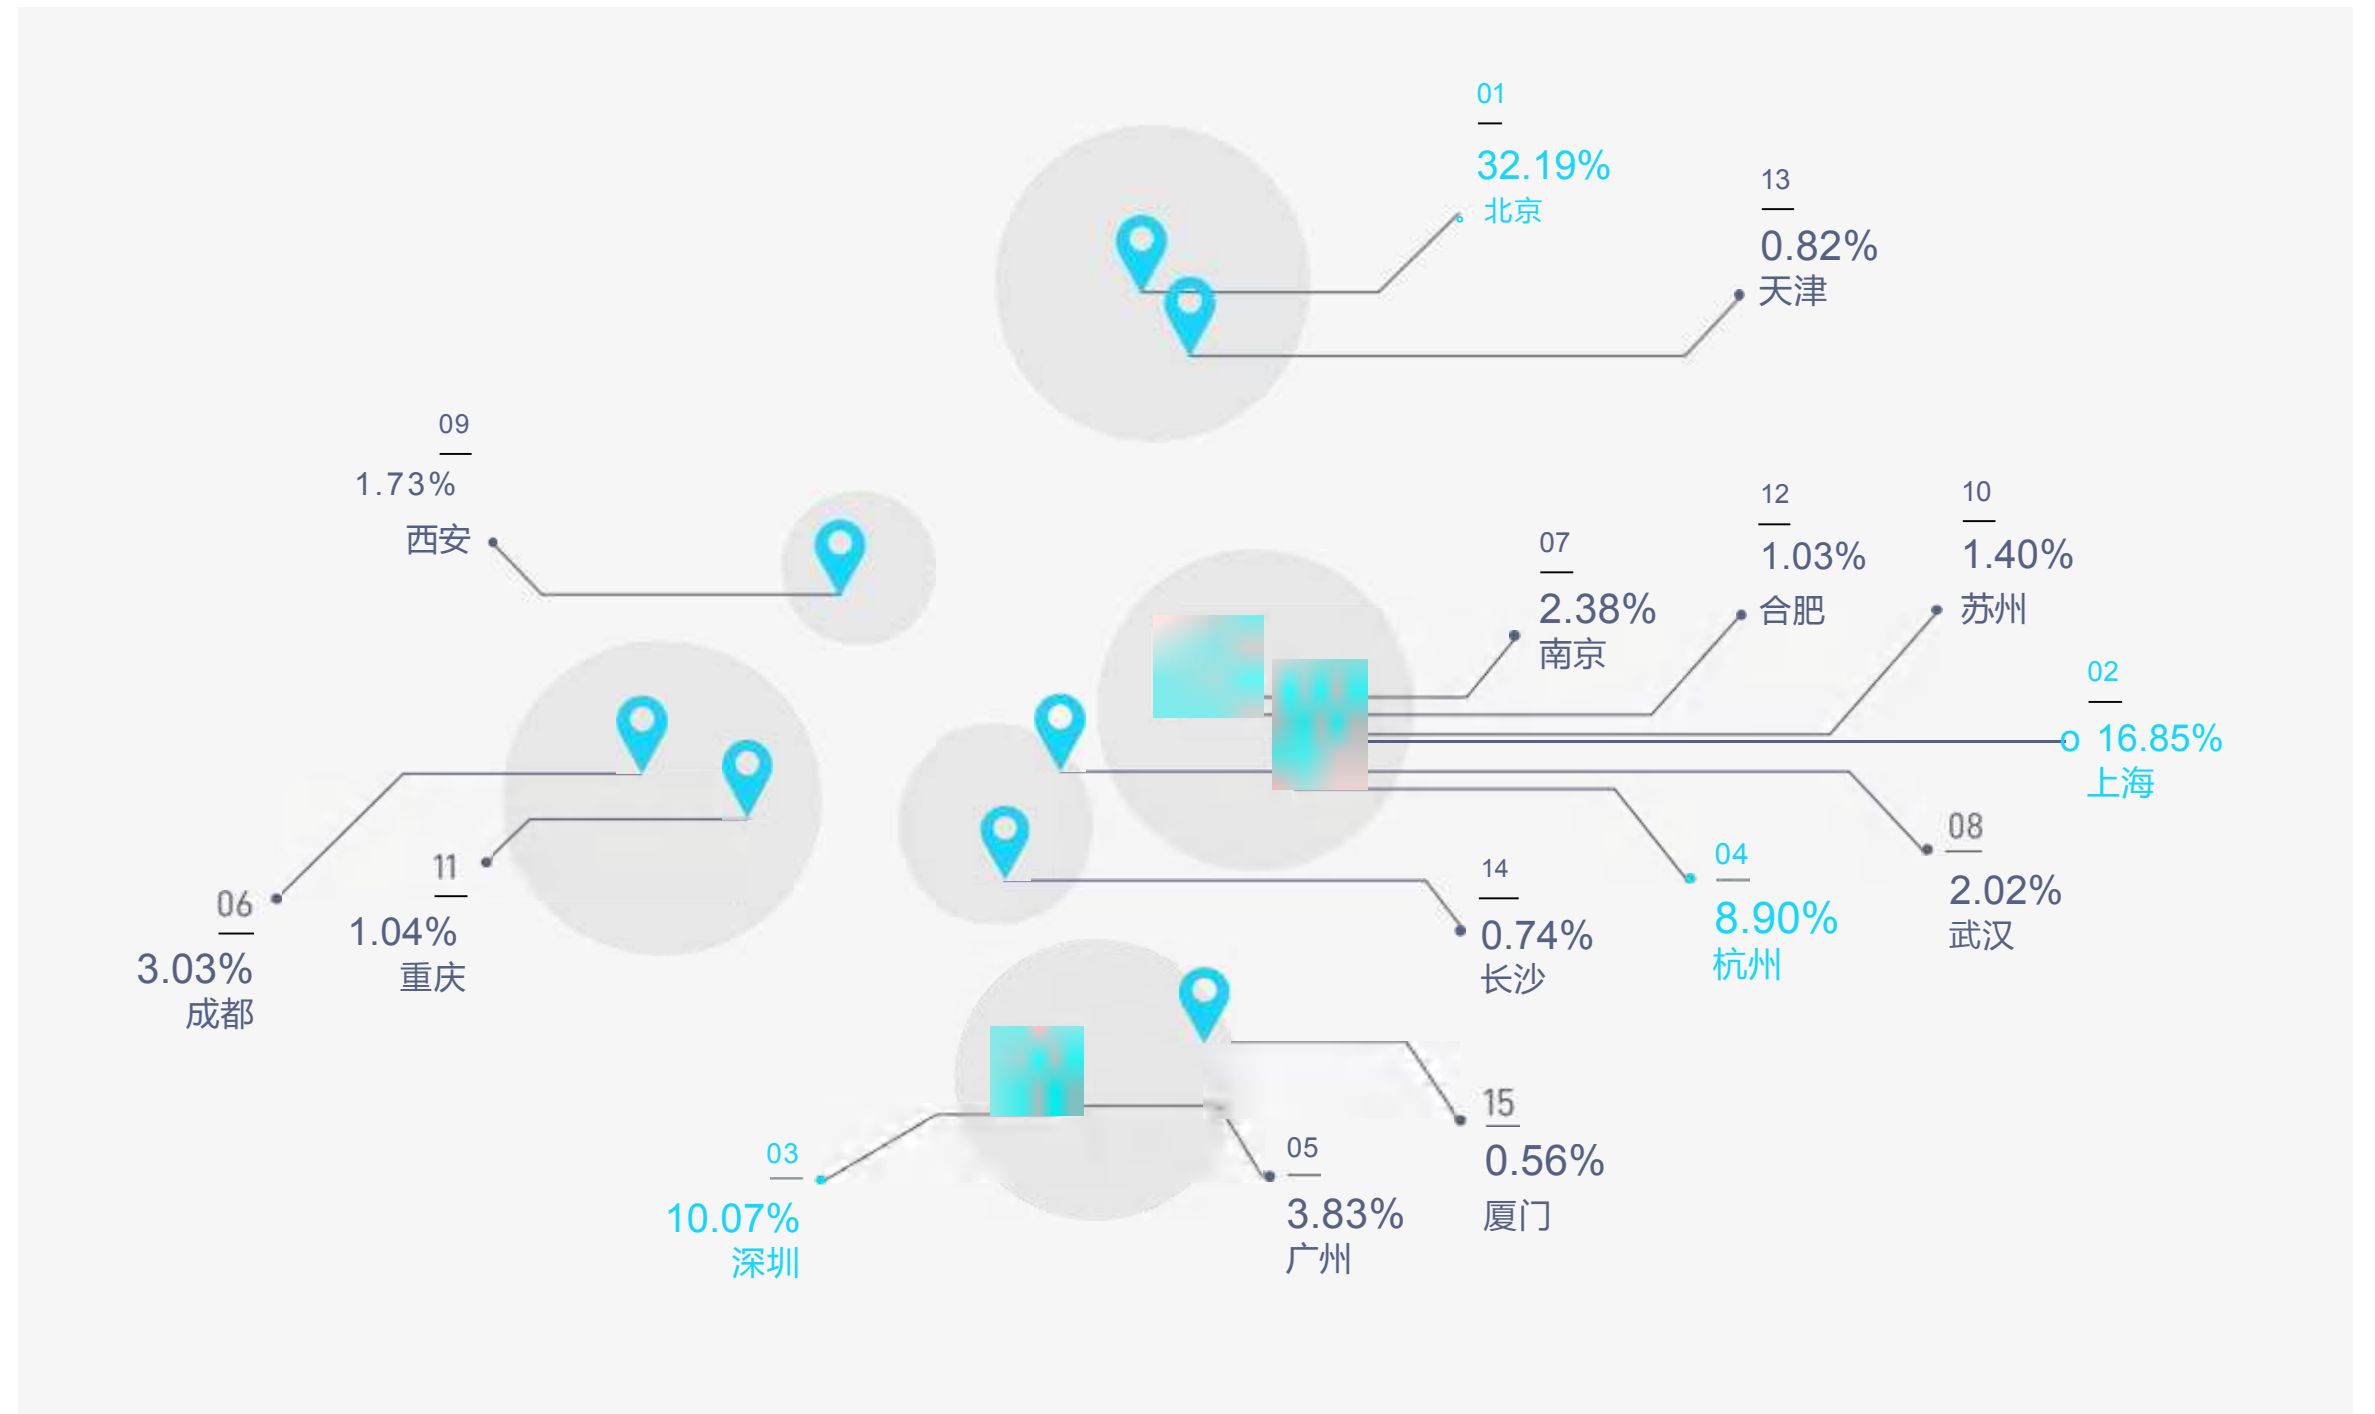 01
32.19%
北京
13
0.82%
天津
09
1.73%
西安
07
2.38%
南京
12
1.03%
合肥
10
1.40%
苏州
02
16.85%
上海
08
2.02%
武汉
04
8.90%
杭州
14
0.74%
长沙
11
1.04%
重庆
06
3.03%
成都
15
0.56%
厦门
05
3.83%
广州
03
10.07%
深圳